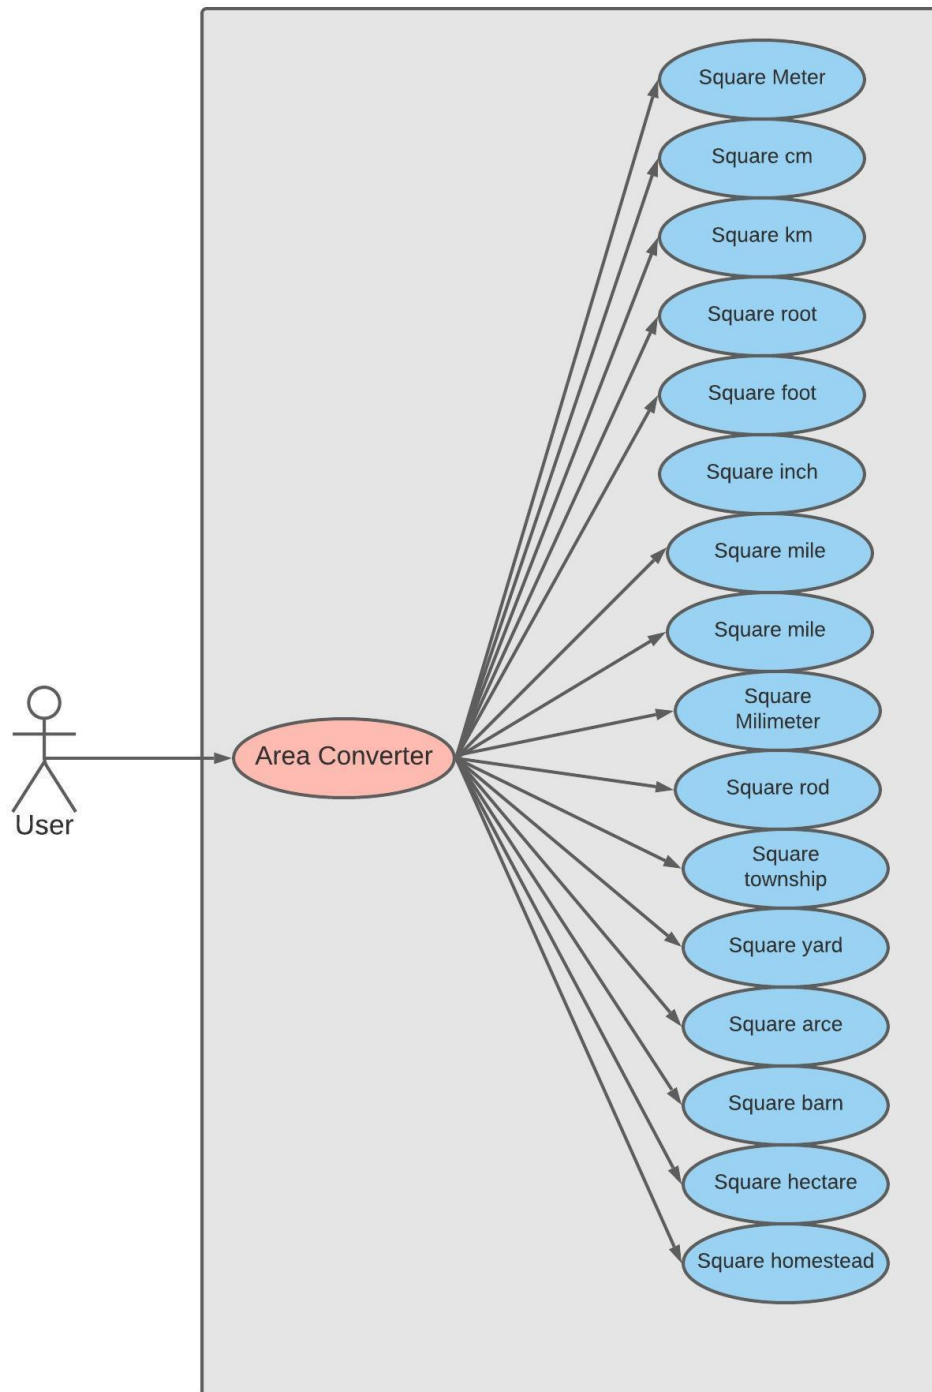 Square Meter
Square cm
Square km
Square root
Square foot
Square inch
Square mile
Square mile
Square
Milimeter
Area Converter
Square rod
User
Square
township
Square yard
Square arce
Square barn
Square hectare
Square homestead